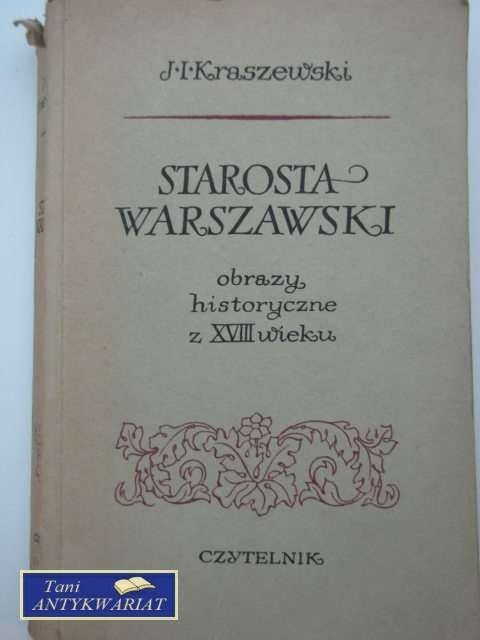 J·I·Kraszewski
STAROSTA
WARSZAWSKI
obrazy
historyczne
z XVIII wieku
CZYTELNIK
Tani
ANTYKWARIAT